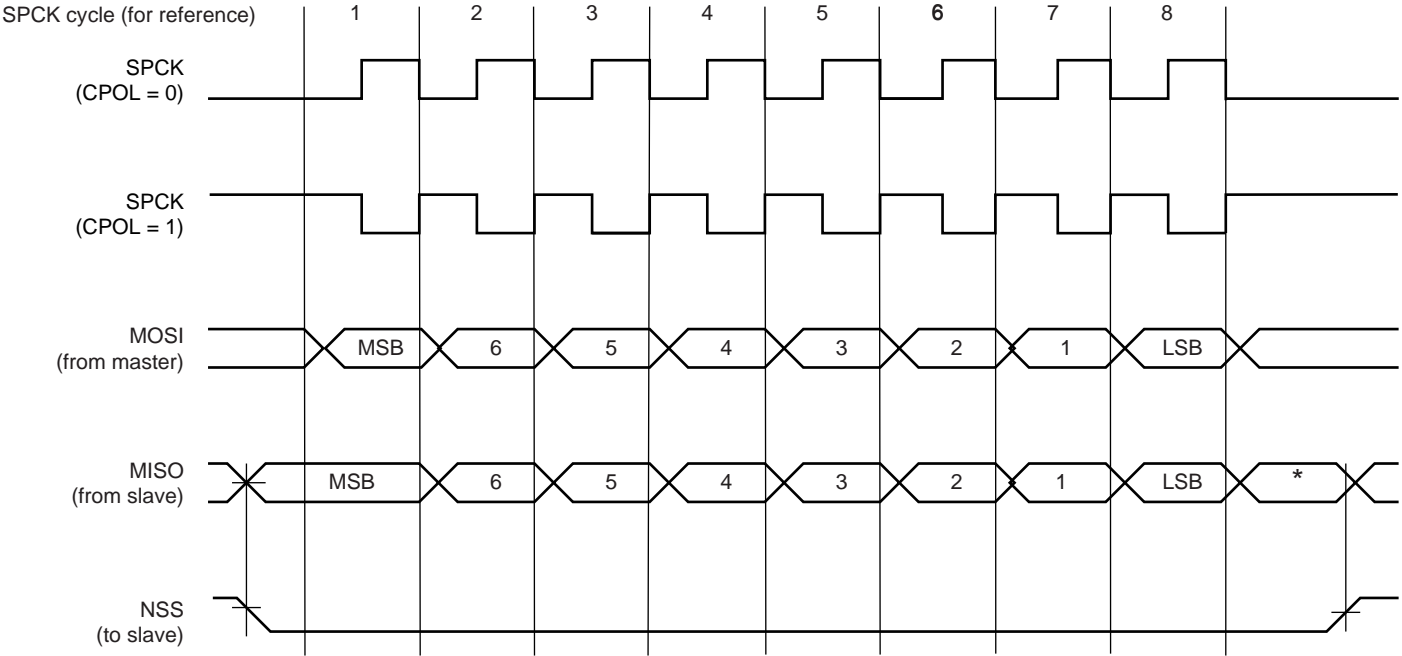 SPCK cycle (for reference) 1 2 3 4 5 6 7 8
SPCK
(CPOL = 0)
SPCK
(CPOL = 1)
MOSI
(from master)
MSB 6 5 4 3 2 1 LSB
MISO
(from slave)
MSB 6 5 4 3 2 1 LSB *
NSS
(to slave)